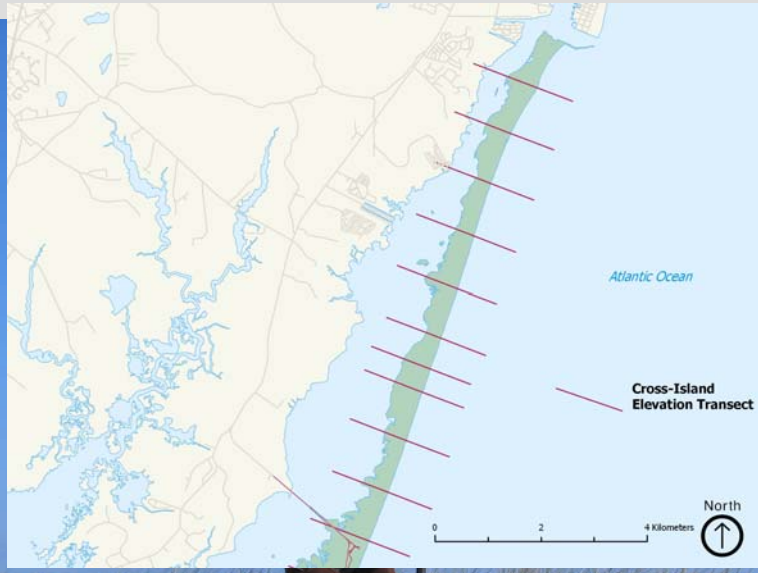 Atlantic Ocean
Cross-Island
Elevation Transect
North
0 2 4 Kilometers